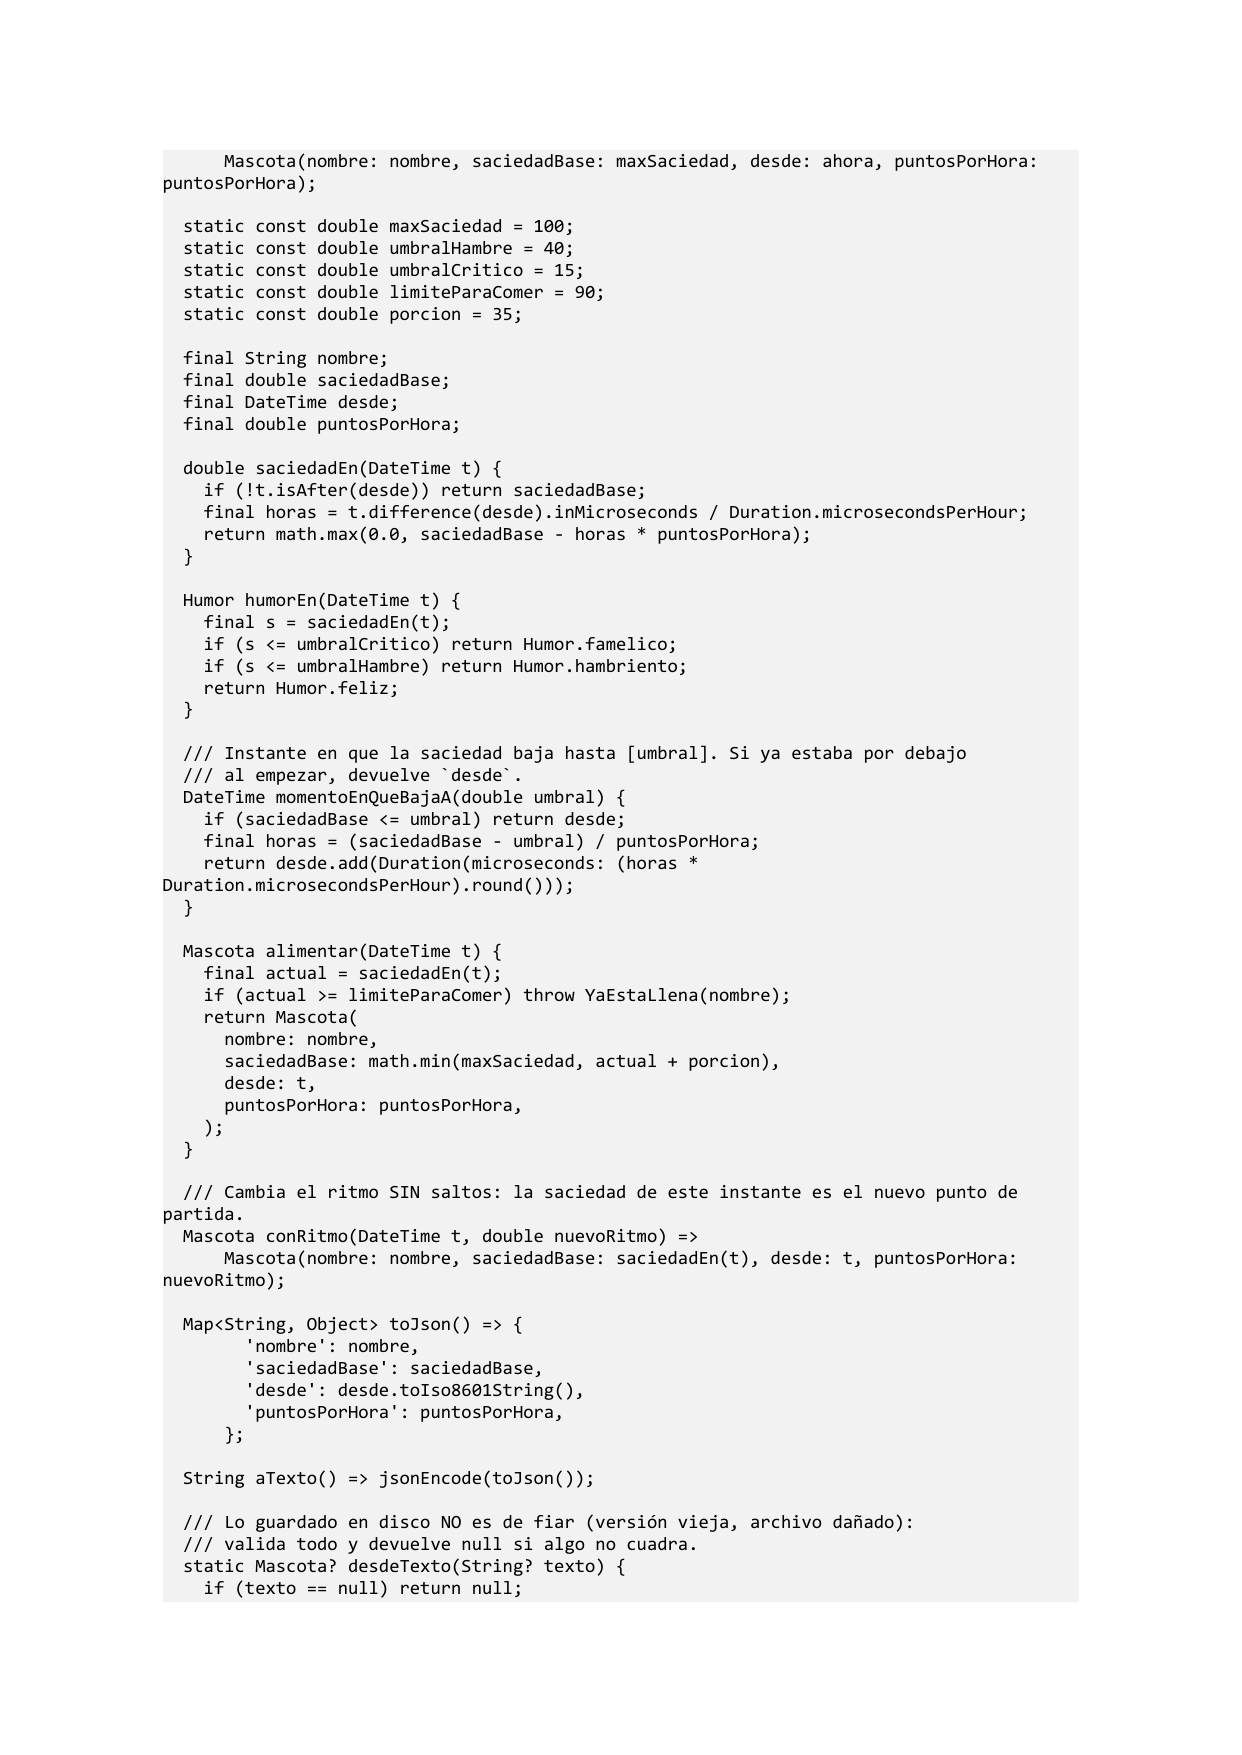 Mascota(nombre: nombre, saciedadBase: maxSaciedad, desde: ahora, puntosPorHora:
puntosPorHora);

  static const double maxSaciedad = 100;
  static const double umbralHambre = 40;
  static const double umbralCritico = 15;
  static const double limiteParaComer = 90;
  static const double porcion = 35;

  final String nombre;
  final double saciedadBase;
  final DateTime desde;
  final double puntosPorHora;

  double saciedadEn(DateTime t) {
    if (!t.isAfter(desde)) return saciedadBase;
    final horas = t.difference(desde).inMicroseconds / Duration.microsecondsPerHour;
    return math.max(0.0, saciedadBase - horas * puntosPorHora);
  }

  Humor humorEn(DateTime t) {
    final s = saciedadEn(t);
    if (s <= umbralCritico) return Humor.famelico;
    if (s <= umbralHambre) return Humor.hambriento;
    return Humor.feliz;
  }

  /// Instante en que la saciedad baja hasta [umbral]. Si ya estaba por debajo
  /// al empezar, devuelve `desde`.
  DateTime momentoEnQueBajaA(double umbral) {
    if (saciedadBase <= umbral) return desde;
    final horas = (saciedadBase - umbral) / puntosPorHora;
    return desde.add(Duration(microseconds: (horas *
Duration.microsecondsPerHour).round()));
  }

  Mascota alimentar(DateTime t) {
    final actual = saciedadEn(t);
    if (actual >= limiteParaComer) throw YaEstaLlena(nombre);
    return Mascota(
      nombre: nombre,
      saciedadBase: math.min(maxSaciedad, actual + porcion),
      desde: t,
      puntosPorHora: puntosPorHora,
    );
  }

  /// Cambia el ritmo SIN saltos: la saciedad de este instante es el nuevo punto de
partida.
  Mascota conRitmo(DateTime t, double nuevoRitmo) =>
      Mascota(nombre: nombre, saciedadBase: saciedadEn(t), desde: t, puntosPorHora:
nuevoRitmo);

  Map<String, Object> toJson() => {
        'nombre': nombre,
        'saciedadBase': saciedadBase,
        'desde': desde.toIso8601String(),
        'puntosPorHora': puntosPorHora,
      };

  String aTexto() => jsonEncode(toJson());

  /// Lo guardado en disco NO es de fiar (versión vieja, archivo dañado):
  /// valida todo y devuelve null si algo no cuadra.
  static Mascota? desdeTexto(String? texto) {
    if (texto == null) return null;